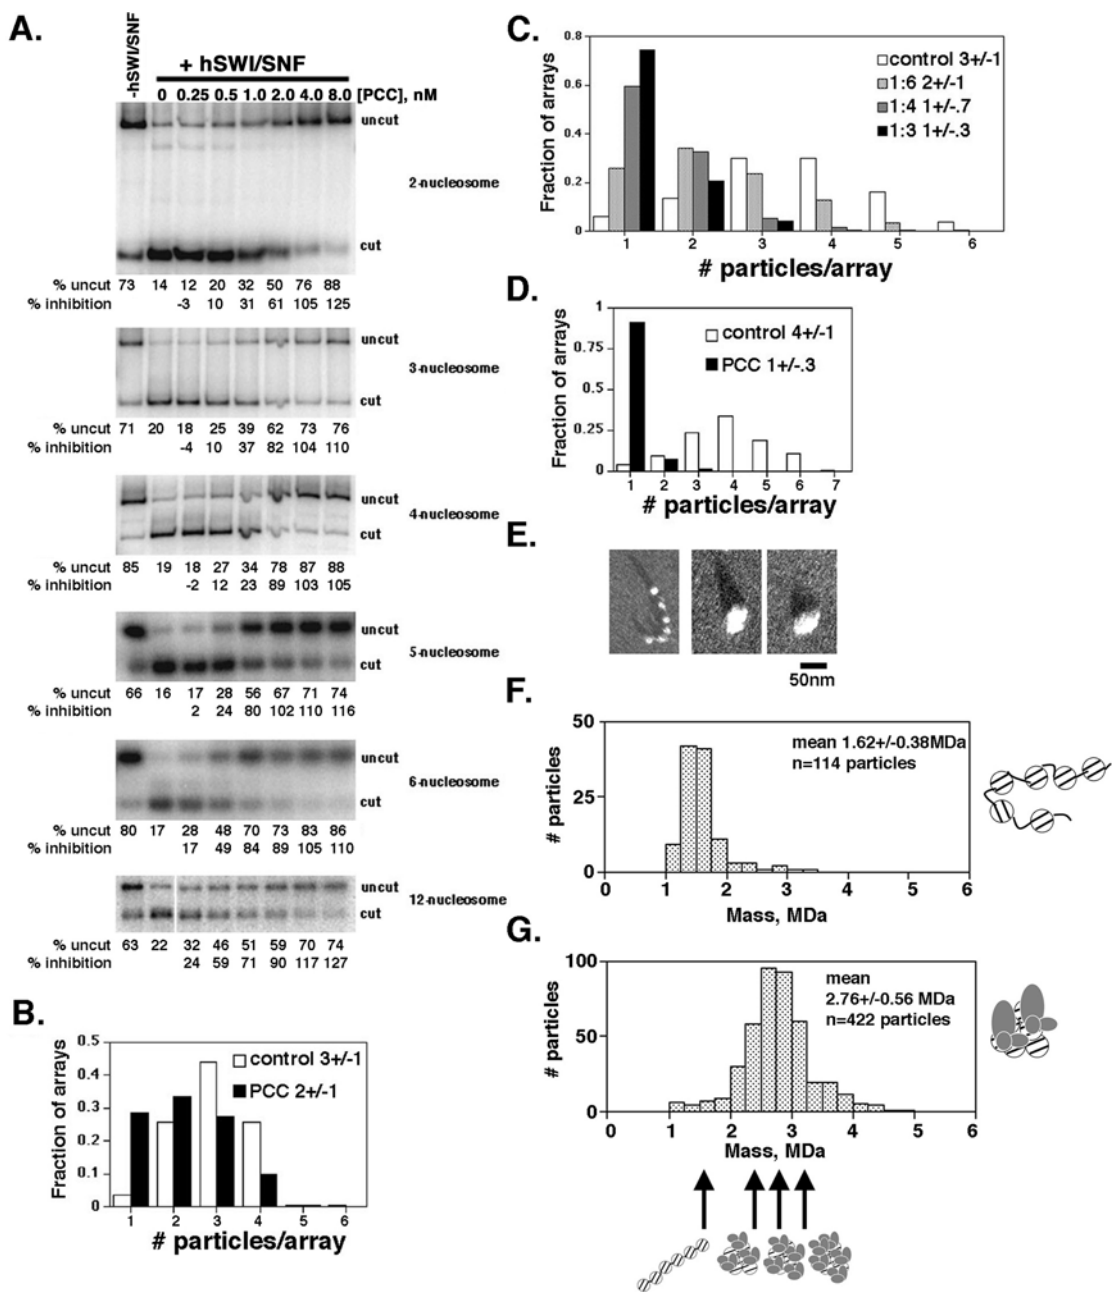 A.
-hSWI/SNF
+ hSWI/SNF
0 0.25 0.5 1.0 2.0 4.0 8.0 [PCC], nM
uncut
2-nucleosome
cut
% uncut 73 14 12 20 32 50 76 88
% inhibition -3 10 31 61 105 125
uncut
3-nucleosome
cut
% uncut 71 20 18 25 39 62 73 76
% inhibition -4 10 37 82 104 110
uncut
4-nucleosome
cut
% uncut 85 19 18 27 34 78 87 88
% inhibition -2 12 23 89 103 105
uncut
5-nucleosome
cut
% uncut 66 16 17 28 56 67 71 74
% inhibition 2 24 80 102 110 116
uncut
6-nucleosome
cut
% uncut 80 17 28 48 70 73 83 86
% inhibition 17 49 84 89 105 110
uncut
12-nucleosome
cut
% uncut 63 22 32 46 51 59 70 74
% inhibition 24 59 71 90 117 127
B.
Fraction of arrays
0.5
0.4
0.3
0.2
0.1
0
control 3+/-1
PCC 2+/-1
1 2 3 4 5 6
# particles/array
C.
Fraction of arrays
0.8
0.6
0.4
0.2
0
control 3+/-1
1:6 2+/-1
1:4 1+/-.7
1:3 1+/-.3
1 2 3 4 5 6
# particles/array
D.
Fraction of arrays
1
0.75
0.5
0.25
0
control 4+/-1
PCC 1+/-.3
1 2 3 4 5 6 7
# particles/array
E.
50nm
F.
# particles
50
25
0
mean 1.62+/-0.38MDa
n=114 particles
0 1 2 3 4 5 6
Mass, MDa
G.
# particles
100
50
0
mean
2.76+/-0.56 MDa
n=422 particles
0 1 2 3 4 5 6
Mass, MDa